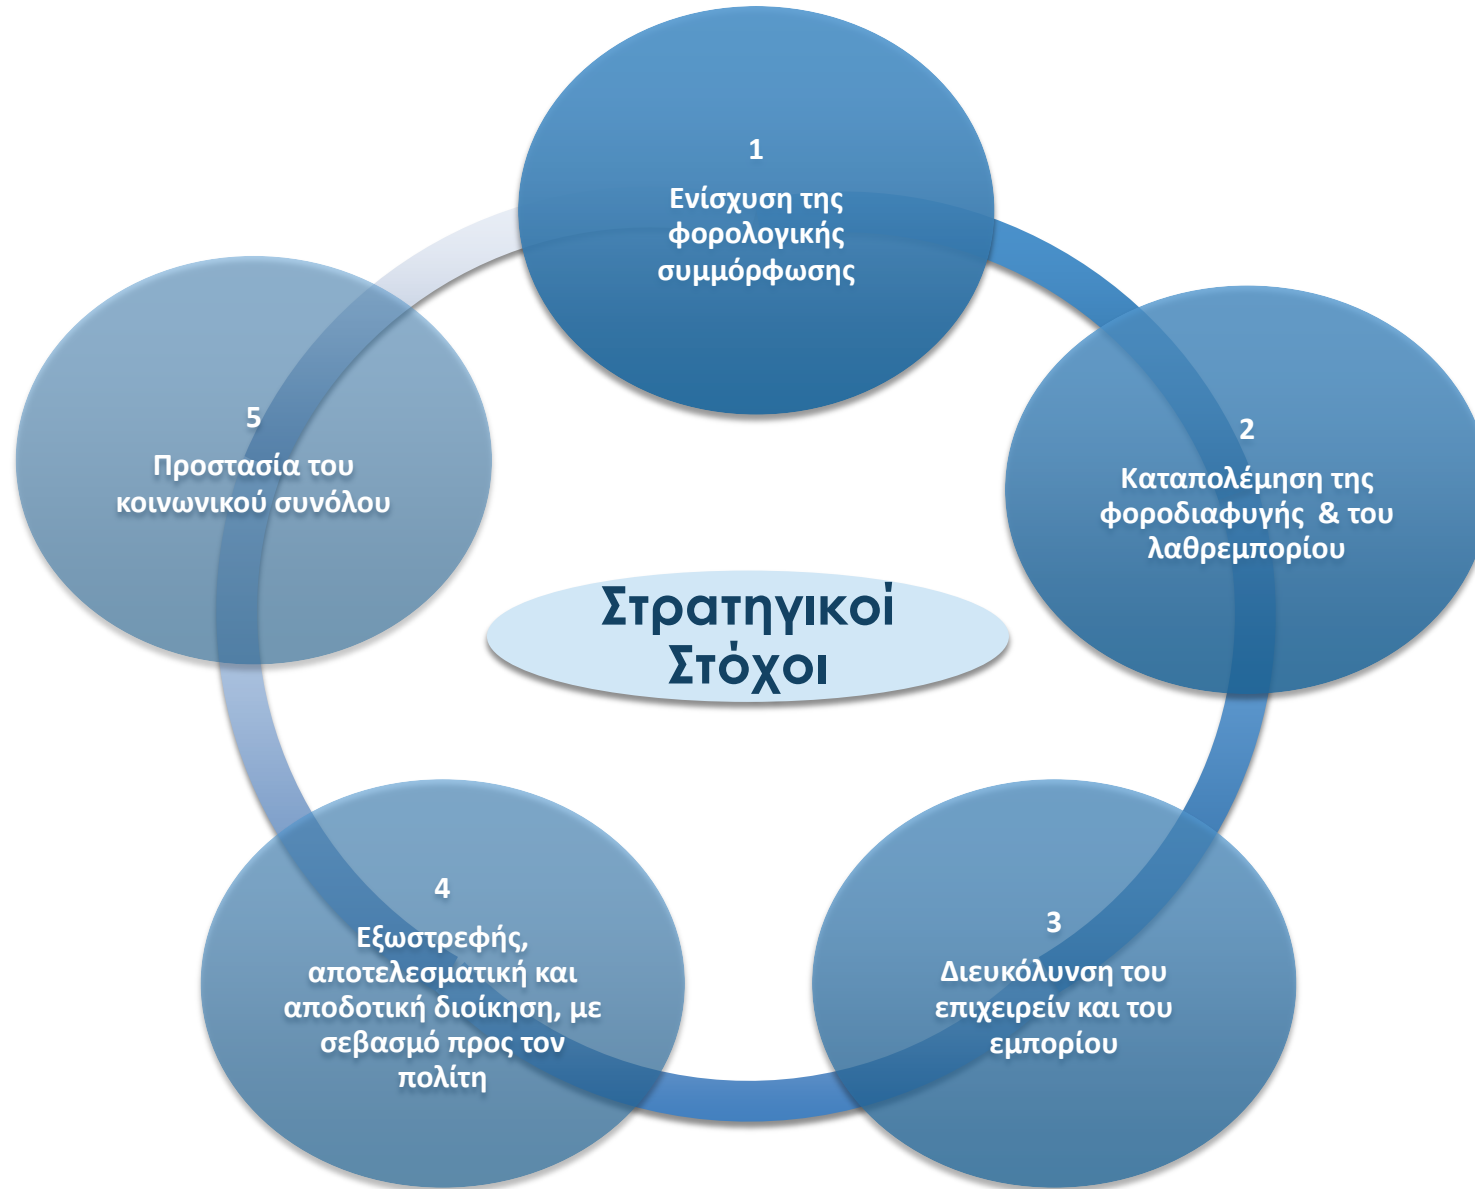 1
Ενίσχυση της
φορολογικής
συμμόρφωσης
2
Καταπολέμηση της
φοροδιαφυγής & του
λαθρεμπορίου
3
Διευκόλυνση του
επιχειρείν και του
εμπορίου
4
Εξωστρεφής,
αποτελεσματική και
αποδοτική διοίκηση, με
σεβασμό προς τον
πολίτη
5
Προστασία του
κοινωνικού συνόλου
Στρατηγικοί
Στόχοι